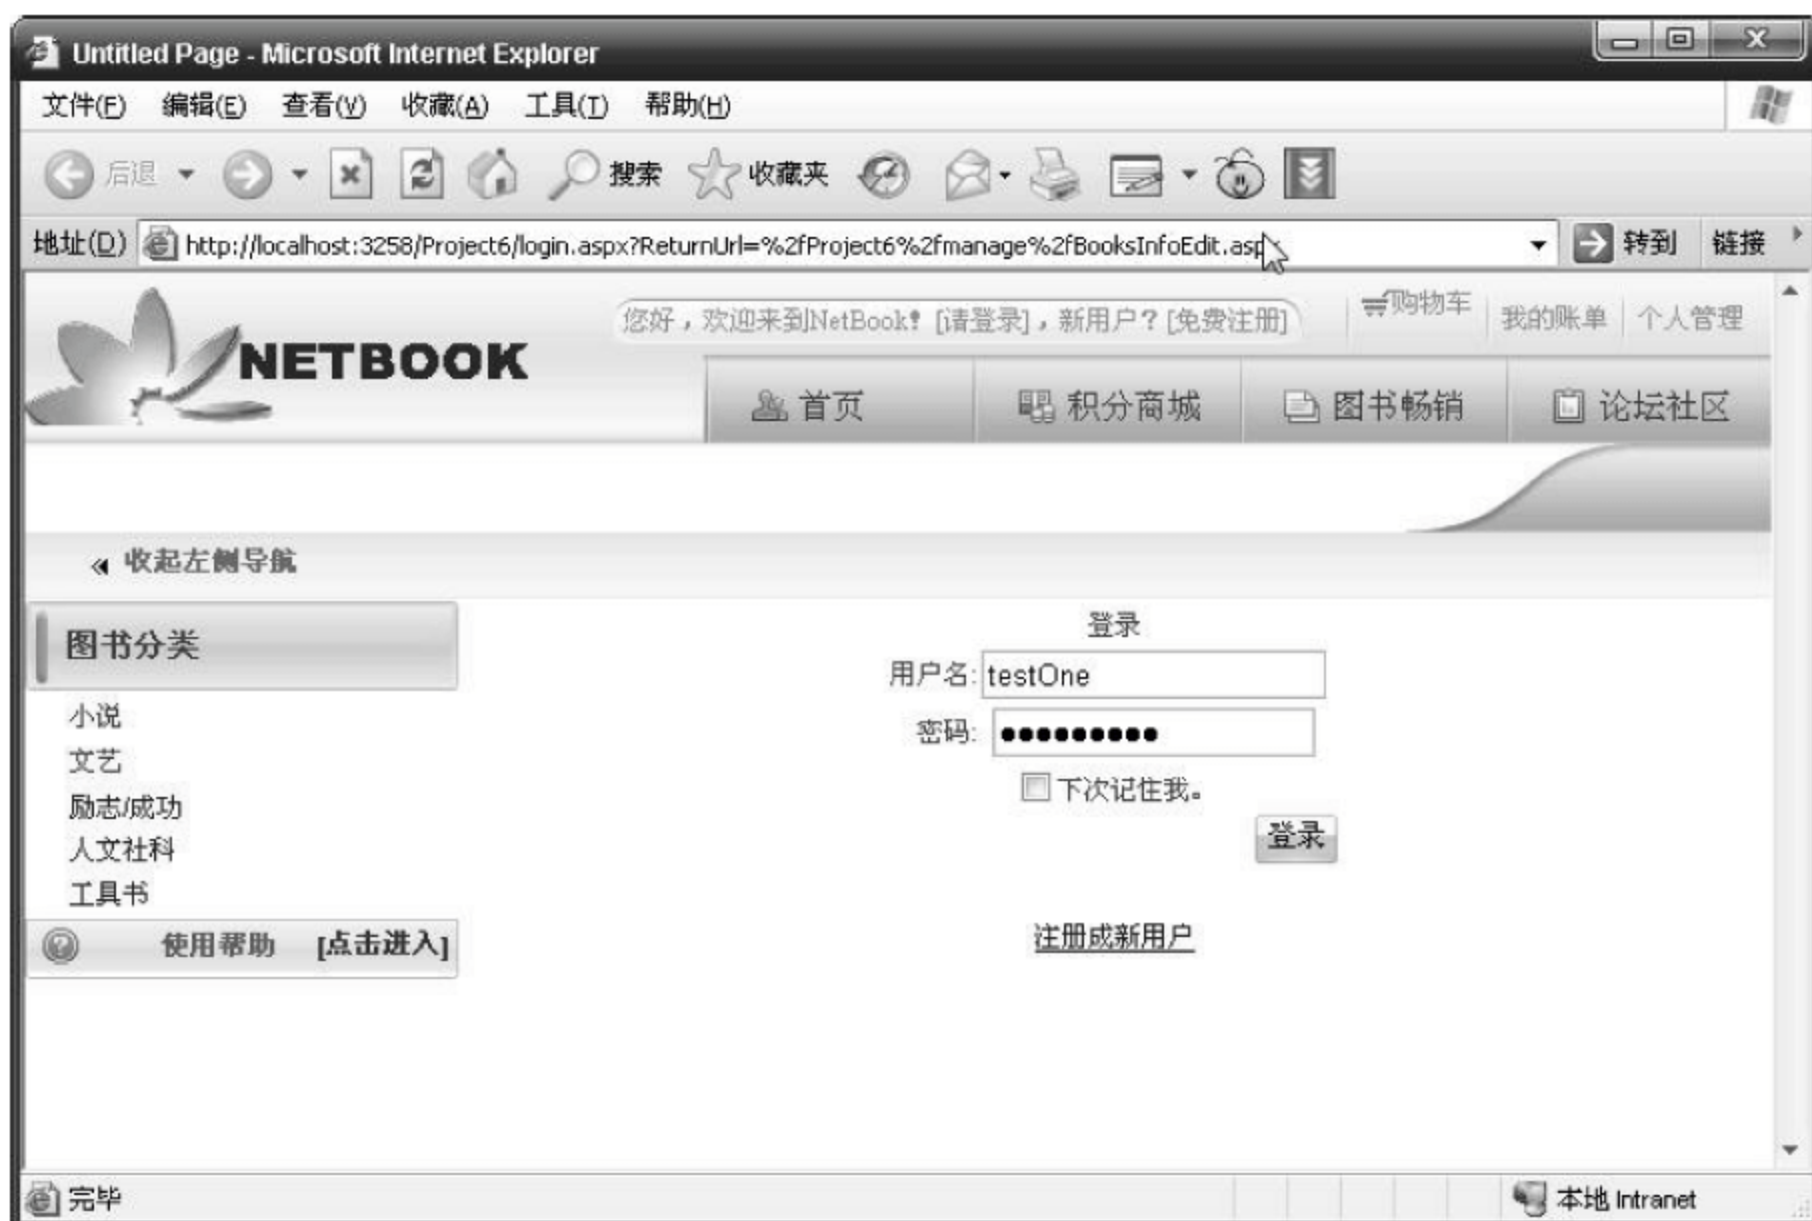 Untitled Page - Microsoft Internet Explorer
文件(F) 编辑(E) 查看(V) 收藏(A) 工具(T) 帮助(H)
后退 搜索 收藏夹
地址(D) http://localhost:3258/Project6/login.aspx?ReturnUrl=%2fProject6%2fmanage%2fBooksInfoEdit.aspx 转到 链接
您好，欢迎来到NetBook! [请登录]，新用户？[免费注册] 购物车 我的账单 个人管理
NETBOOK
首页 积分商城 图书畅销 论坛社区
« 收起左侧导航
图书分类
登录
用户名: testOne
小说
密码: ●●●●●●●●●
文艺
下次记住我。
励志/成功
登录
人文社科
工具书
使用帮助 [点击进入]
注册成新用户
完毕 本地 Intranet